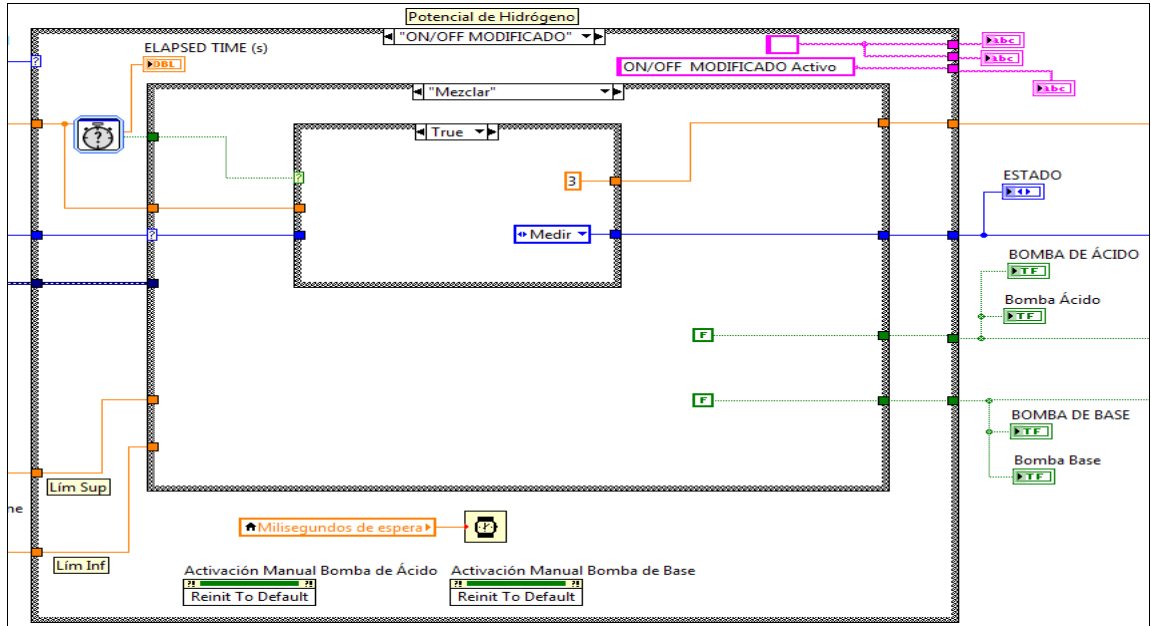 Potencial de Hidrógeno
"ON/OFF MODIFICADO"
ELAPSED TIME (s)
DBL
abc
abc
ON/OFF MODIFICADO Activo
abc
"Mezclar"
True
?
?
?
?
3
Medir
ESTADO
BOMBA DE ÁCIDO
TF
Bomba Ácido
TF
F
F
BOMBA DE BASE
TF
Bomba Base
TF
Lím Sup
ne
Milisegundos de espera
Lím Inf
Activación Manual Bomba de Ácido
?! ?!
Reinit To Default
Activación Manual Bomba de Base
?! ?!
Reinit To Default